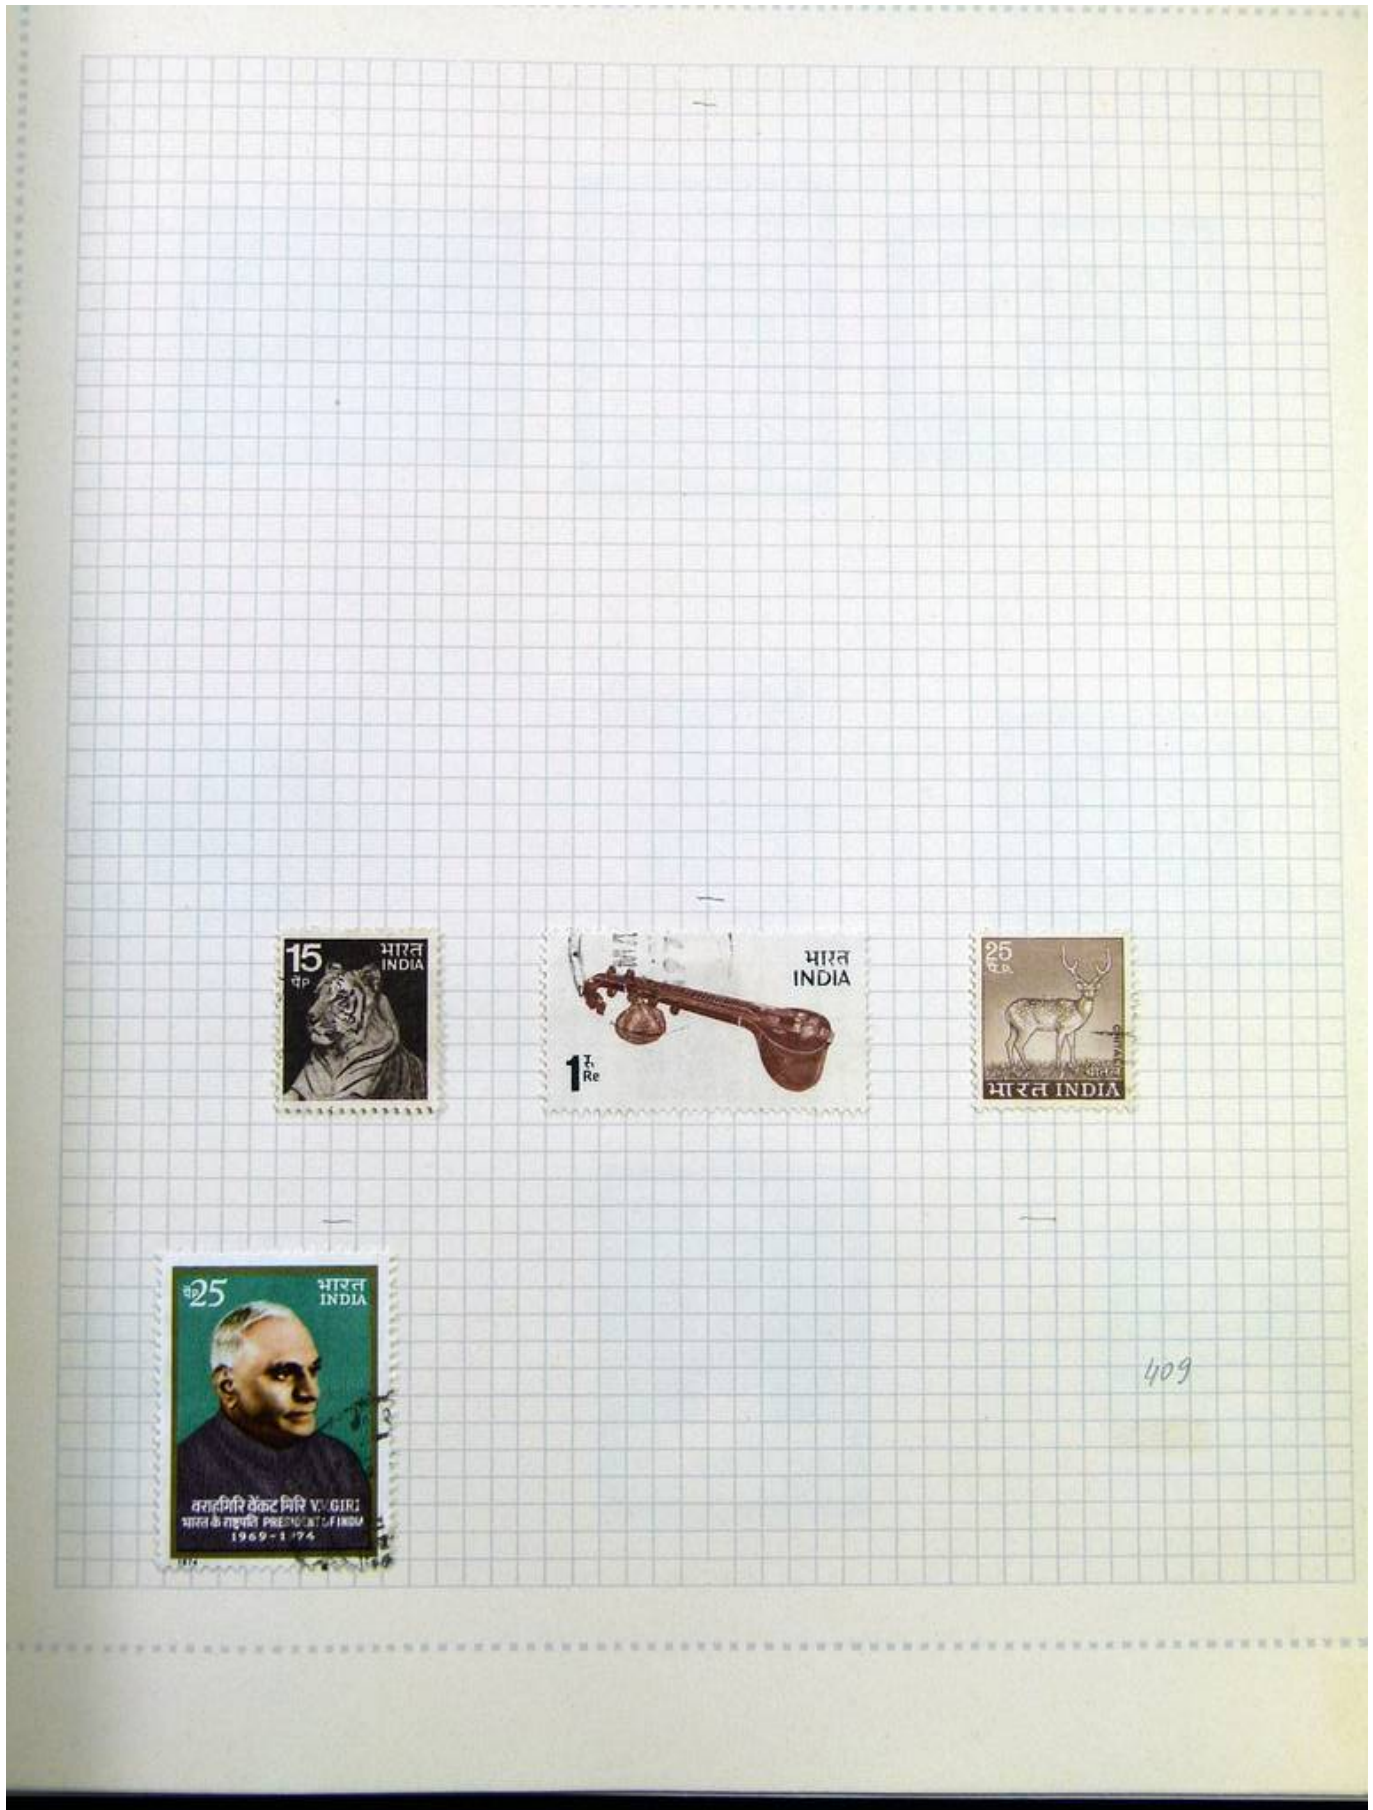 15 भारत
INDIA
पै P
भारत
INDIA
1 रु.
Re
25
पै. P.
CHITAL
चीतल
भारत INDIA
पै P 25 भारत
INDIA
वराहगिरि वेंकट गिरि V.V.GIRI
भारत के राष्ट्रपति PRESIDENT OF INDIA
1969-1974
1974
409